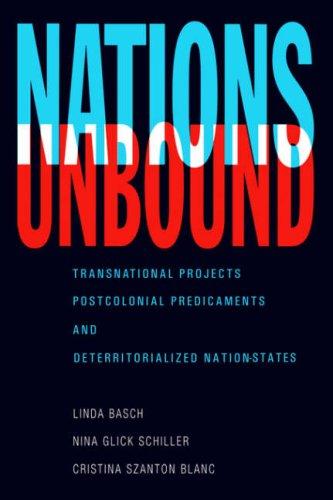 NATIONS
UNBOUND
TRANSNATIONAL PROJECTS
POSTCOLONIAL PREDICAMENTS
AND
DETERRITORIALIZED NATION-STATES
LINDA BASCH
NINA GLICK SCHILLER
CRISTINA SZANTON BLANC